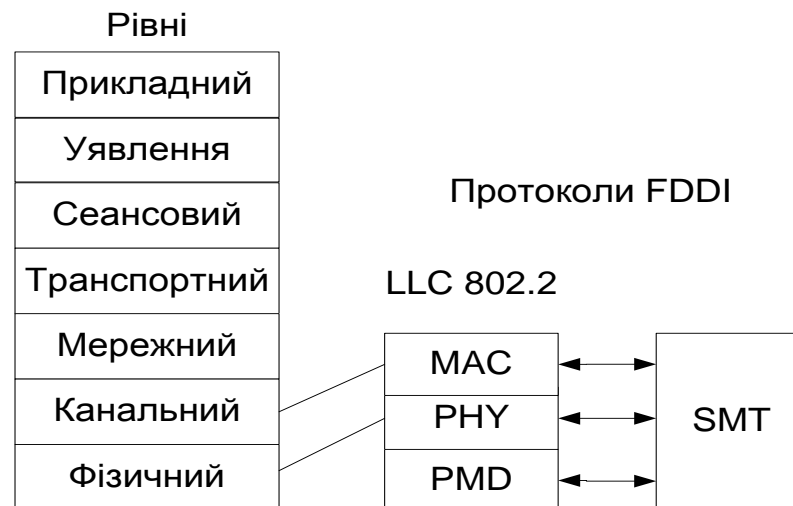 Рівні
Прикладний
Уявлення
Сеансовий
Транспортний
Мережний
Канальний
Фізичний
Протоколи FDDI
LLC 802.2
MAC
PHY
PMD
SMT